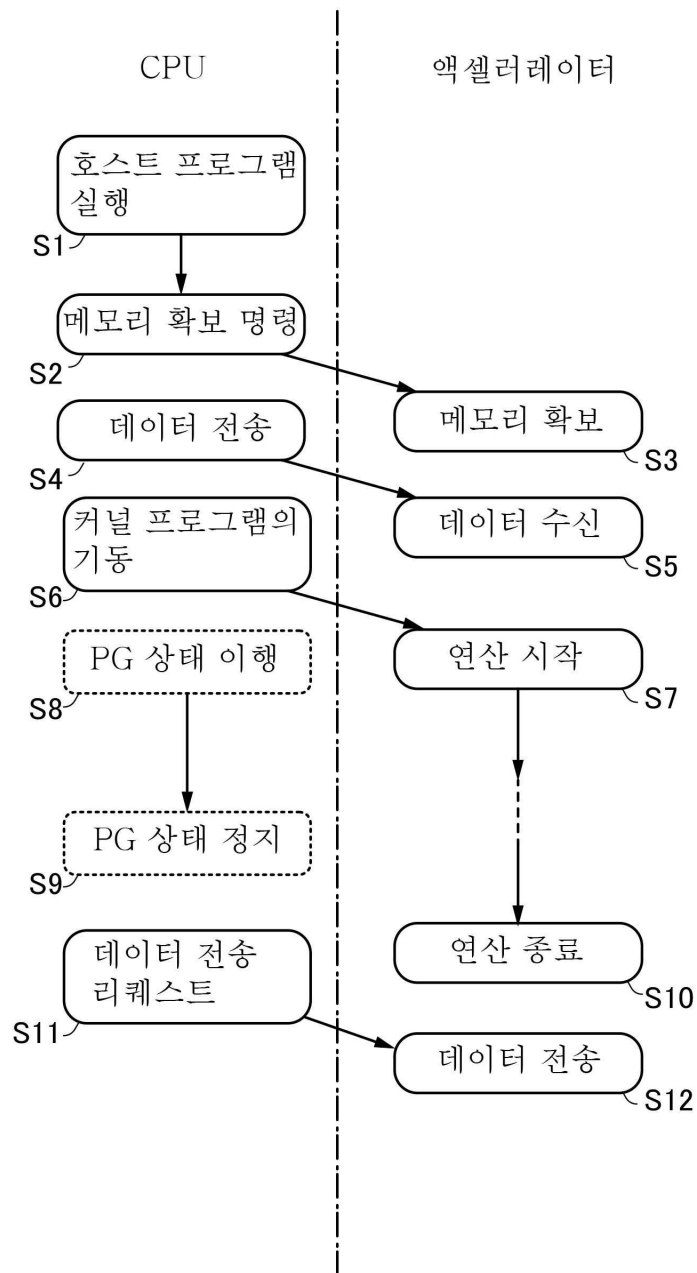 CPU
액셀러레이터
호스트 프로그램
실행
S1
메모리 확보 명령
S2
메모리 확보
S3
데이터 전송
S4
데이터 수신
S5
커널 프로그램의
기동
S6
연산 시작
S7
PG 상태 이행
S8
PG 상태 정지
S9
연산 종료
S10
데이터 전송
리퀘스트
S11
데이터 전송
S12